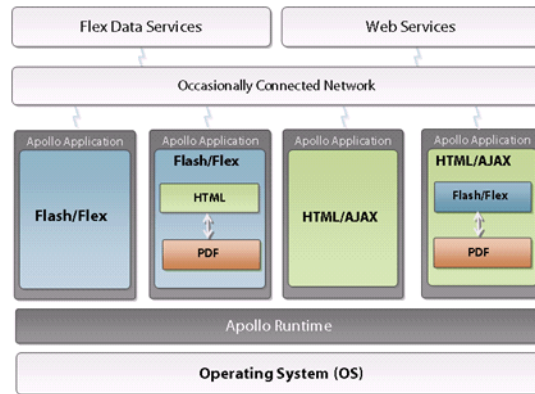 Flex Data Services
Web Services
Occasionally Connected Network
Apollo Application
Flash/Flex
Apollo Application
Flash/Flex
HTML
PDF
Apollo Application
HTML/AJAX
Apollo Application
HTML/AJAX
Flash/Flex
PDF
Apollo Runtime
Operating System (OS)